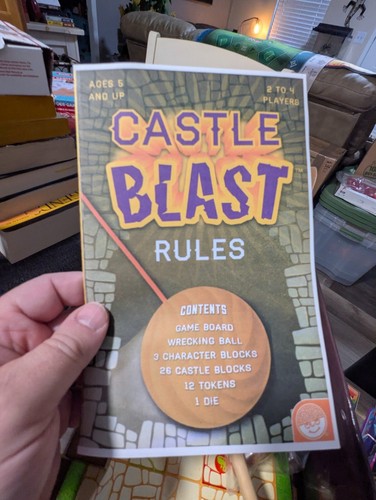 AGES 5
AND UP
2 TO 4
PLAYERS
CASTLE
BLAST
RULES
CONTENTS
GAME BOARD
WRECKING BALL
3 CHARACTER BLOCKS
26 CASTLE BLOCKS
12 TOKENS
1 DIE